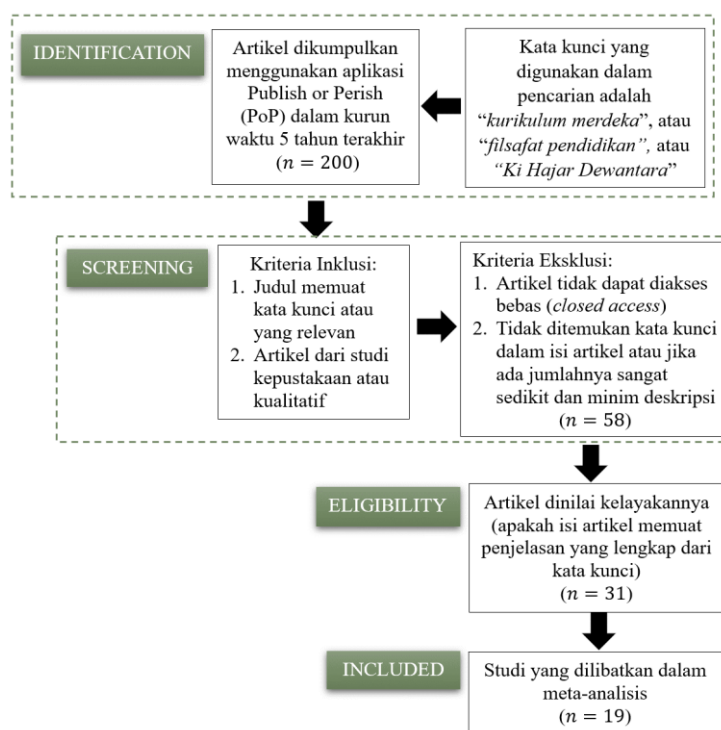 IDENTIFICATION
Artikel dikumpulkan
menggunakan aplikasi
Publish or Perish
(PoP) dalam kurun
waktu 5 tahun terakhir
(n = 200)
Kata kunci yang
digunakan dalam
pencarian adalah
“kurikulum merdeka”, atau
“filsafat pendidikan”, atau
“Ki Hajar Dewantara”
SCREENING
Kriteria Inklusi:
1. Judul memuat
kata kunci atau
yang relevan
2. Artikel dari studi
kepustakaan atau
kualitatif
Kriteria Eksklusi:
1. Artikel tidak dapat diakses
bebas (closed access)
2. Tidak ditemukan kata kunci
dalam isi artikel atau jika
ada jumlahnya sangat
sedikit dan minim deskripsi
(n = 58)
ELIGIBILITY
Artikel dinilai kelayakannya
(apakah isi artikel memuat
penjelasan yang lengkap dari
kata kunci)
(n = 31)
INCLUDED
Studi yang dilibatkan dalam
meta-analisis
(n = 19)